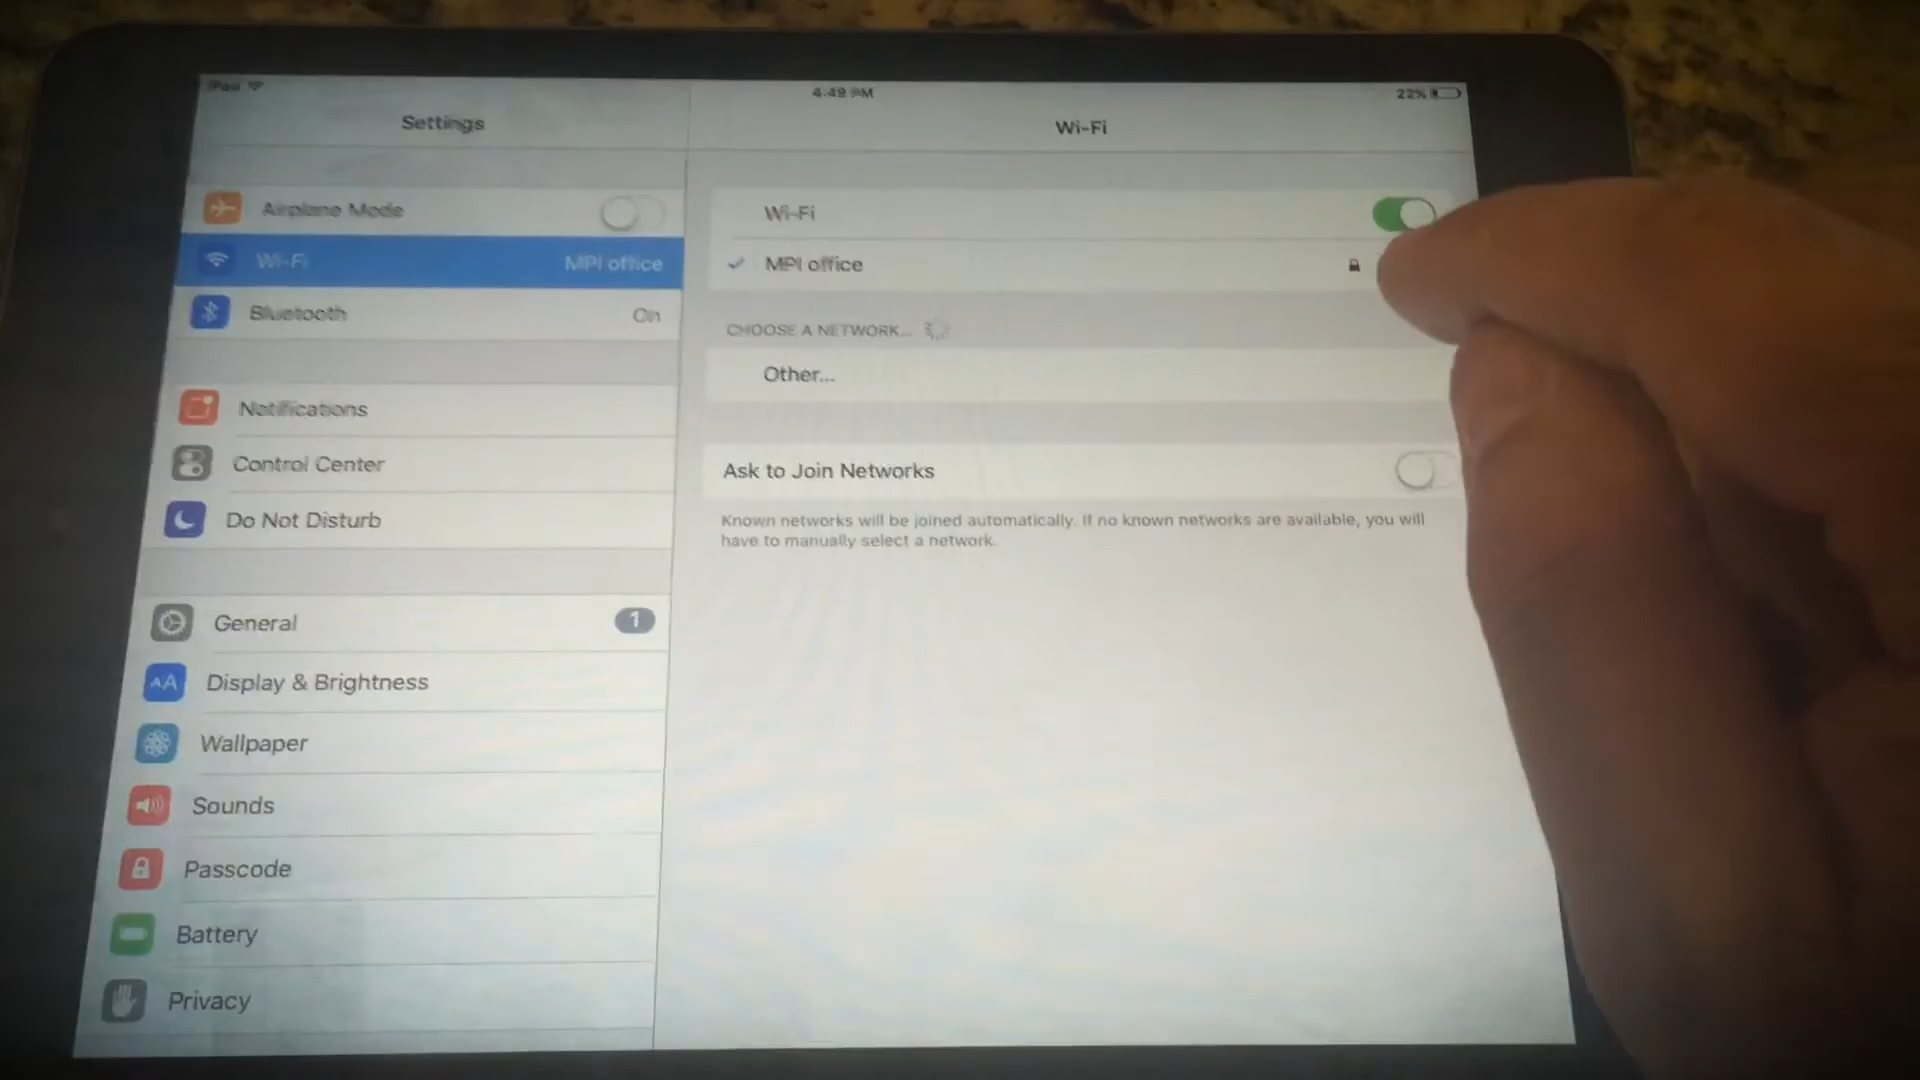 iPad
4:49 PM
22%
Settings
Wi-Fi
Airplane Mode
Wi-Fi
MPI office
Bluetooth
On
Notifications
Control Center
Do Not Disturb
General
1
AA
Display & Brightness
Wallpaper
Sounds
Passcode
Battery
Privacy
Wi-Fi
MPI office
CHOOSE A NETWORK...
Other...
Ask to Join Networks
Known networks will be joined automatically. If no known networks are available, you will
have to manually select a network.